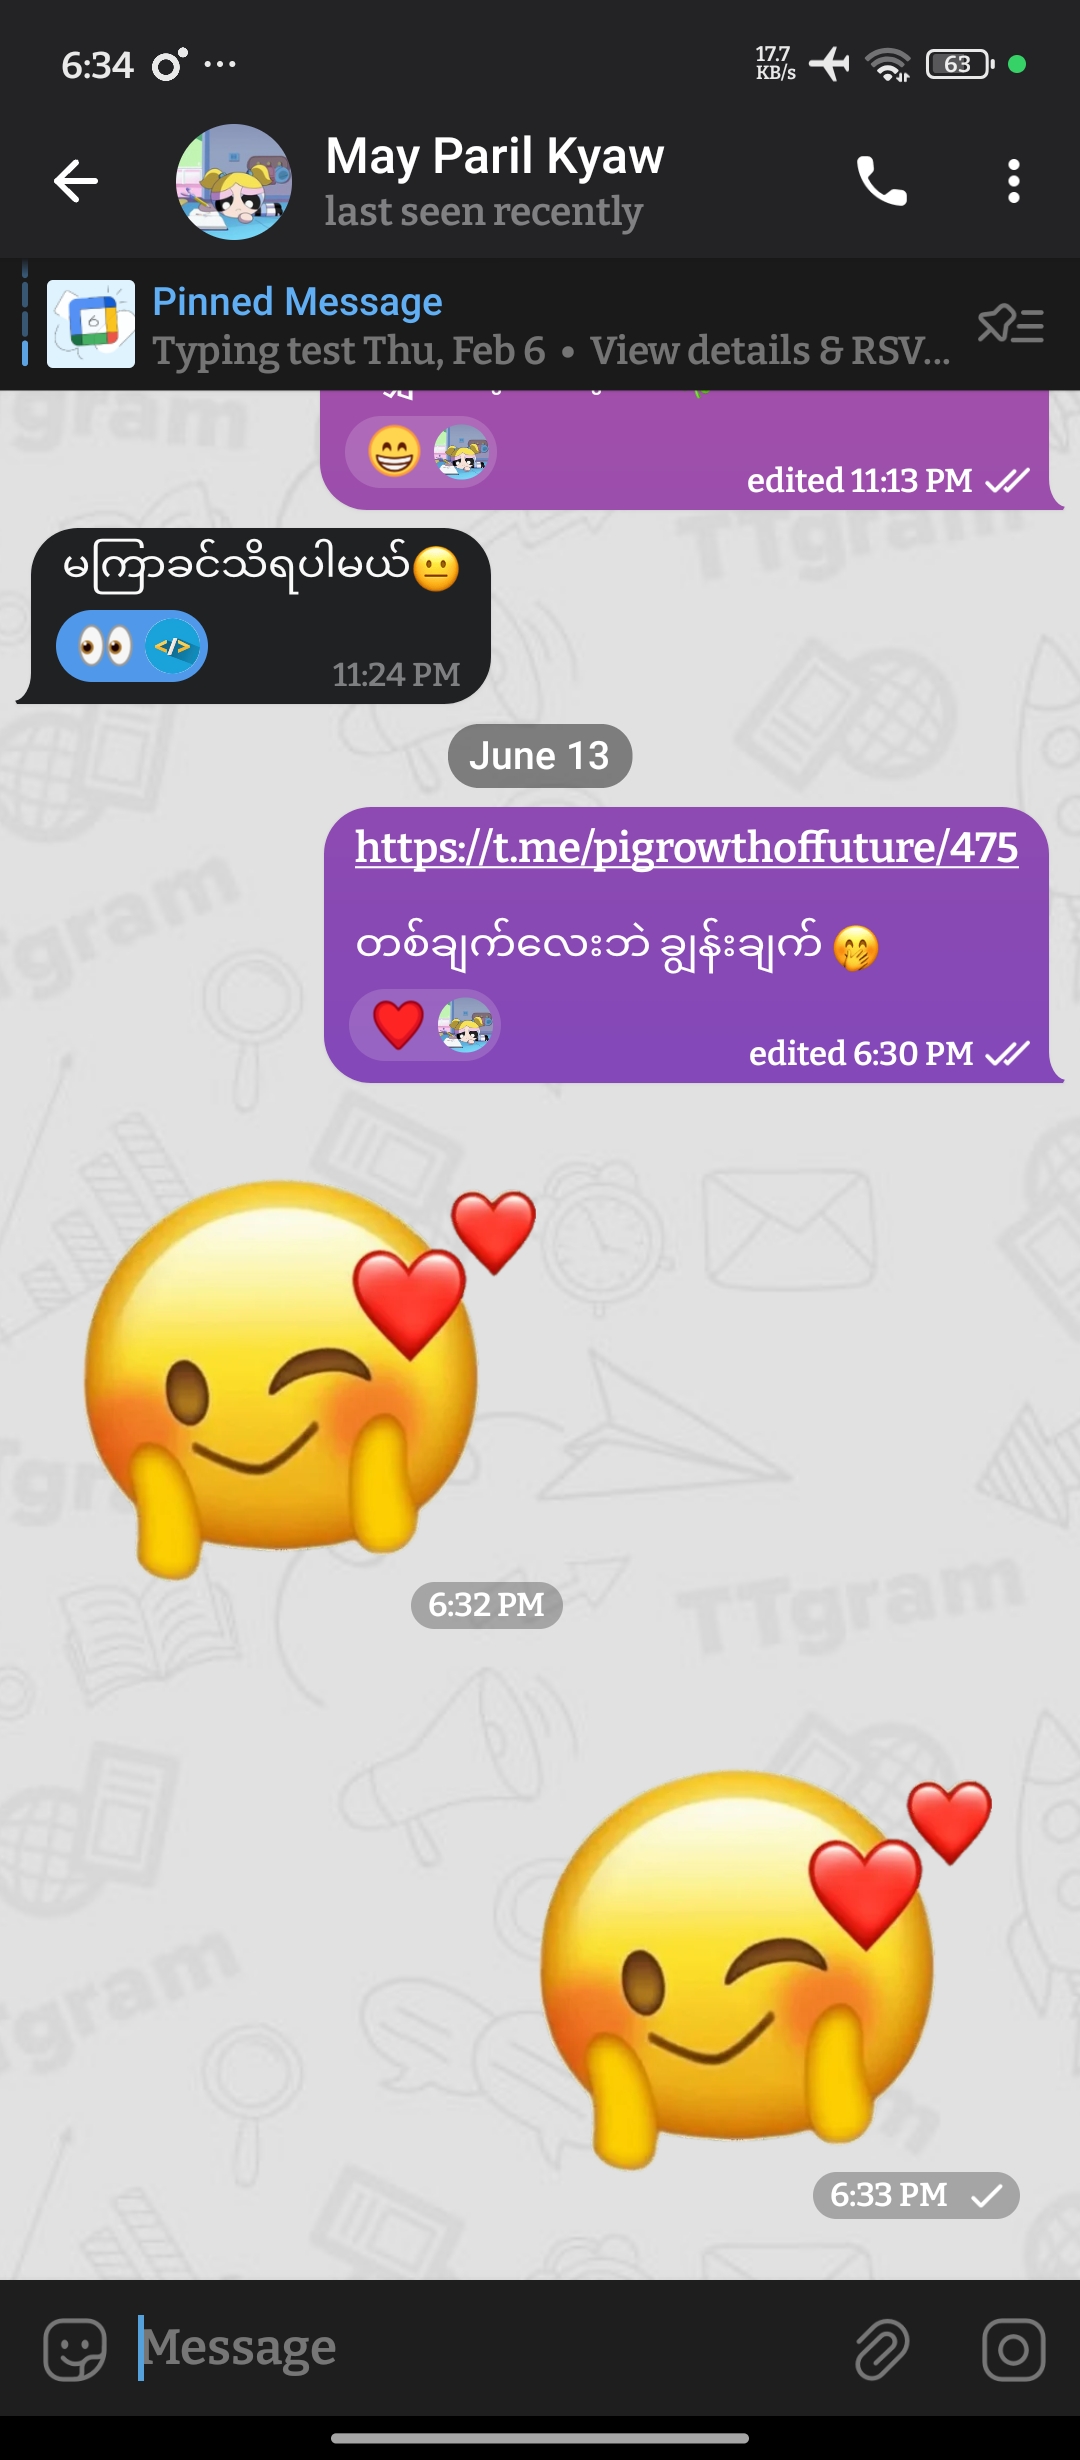 6:34
17.7 KB/s
63
May Paril Kyaw
last seen recently
6
Pinned Message
Typing test Thu, Feb 6 • View details & RSV...
edited 11:13 PM
မကြာခင်သိရပါမယ်😐
👀 </>
11:24 PM
June 13
https://t.me/pigrowthoffuture/475
တစ်ချက်လေးဘဲ ချွန်းချက် 🤭
edited 6:30 PM
6:32 PM
6:33 PM
Message
TTgram